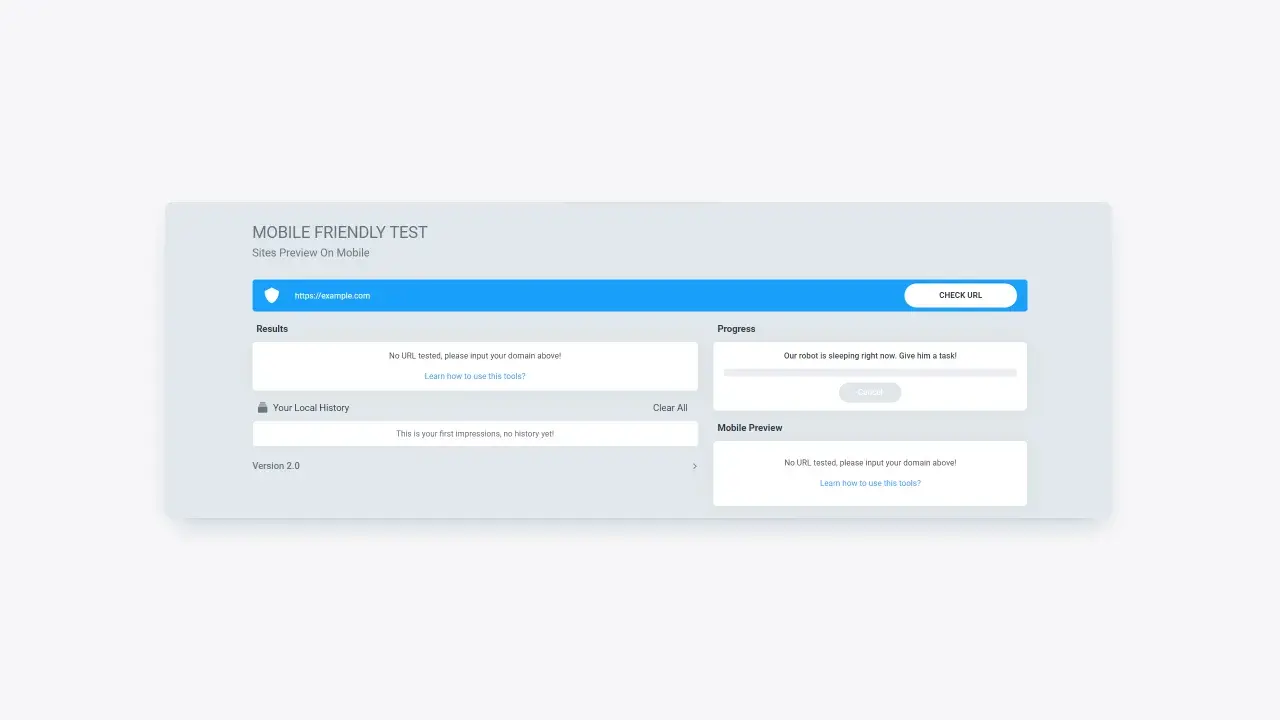 MOBILE FRIENDLY TEST
Sites Preview On Mobile
https://example.com
CHECK URL
Results
No URL tested, please input your domain above!
Learn how to use this tools?
Your Local History
Clear All
This is your first impressions, no history yet!
Version 2.0
Progress
Our robot is sleeping right now. Give him a task!
Cancel
Mobile Preview
No URL tested, please input your domain above!
Learn how to use this tools?